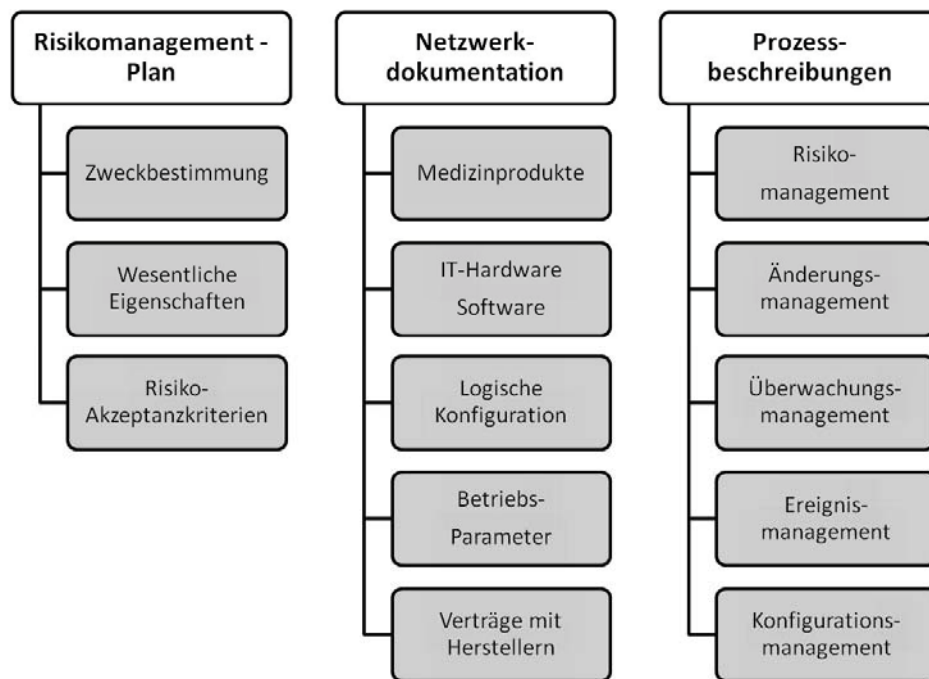 Risikomanagement -
Plan
Zweckbestimmung
Wesentliche
Eigenschaften
Risiko-
Akzeptanzkriterien
Netzwerk-
dokumentation
Medizinprodukte
IT-Hardware
Software
Logische
Konfiguration
Betriebs-
Parameter
Verträge mit
Herstellern
Prozess-
beschreibungen
Risiko-
management
Änderungs-
management
Überwachungs-
management
Ereignis-
management
Konfigurations-
management